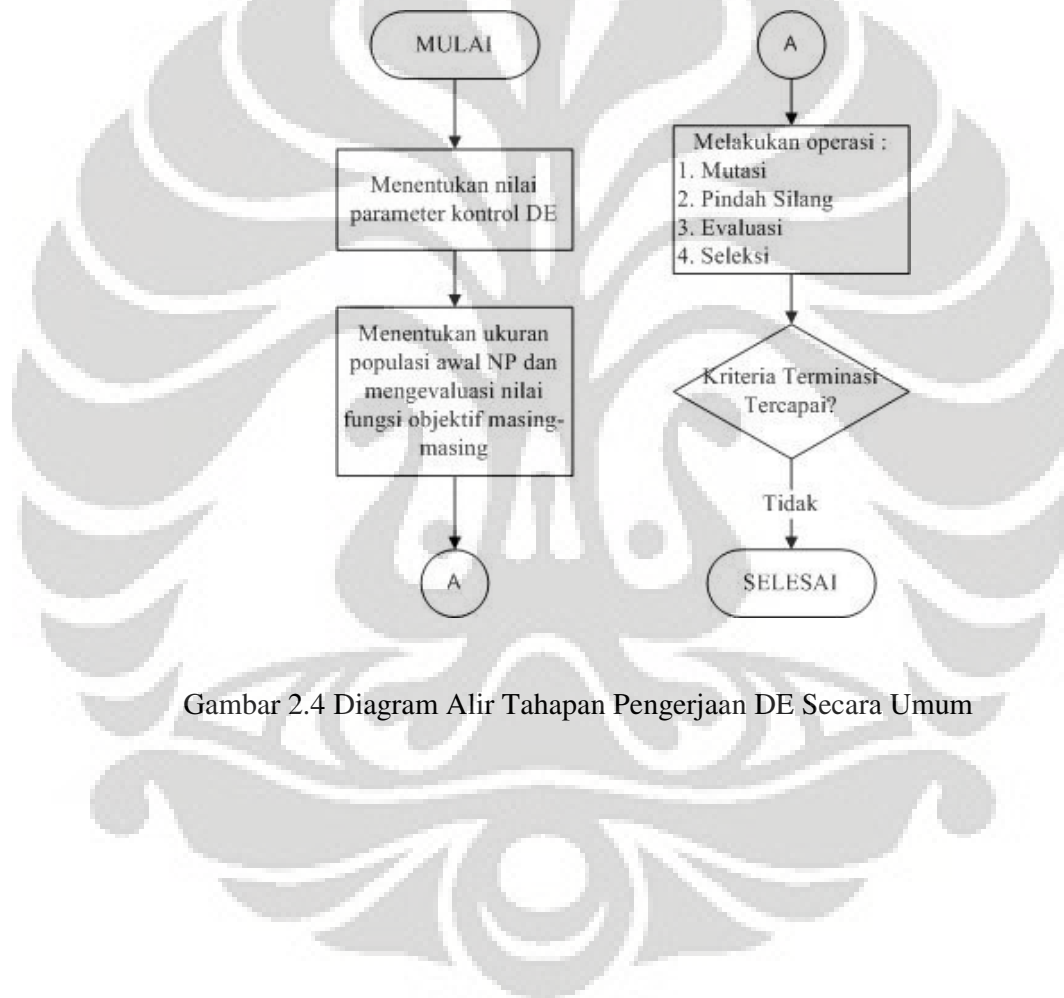 MULAI
Menentukan nilai
parameter kontrol DE
Menentukan ukuran
populasi awal NP dan
mengevaluasi nilai
fungsi objektif masing-
masing
A
A
Melakukan operasi :
1. Mutasi
2. Pindah Silang
3. Evaluasi
4. Seleksi
Kriteria Terminasi
Tercapai?
Tidak
SELESAI
Gambar 2.4 Diagram Alir Tahapan Pengerjaan DE Secara Umum